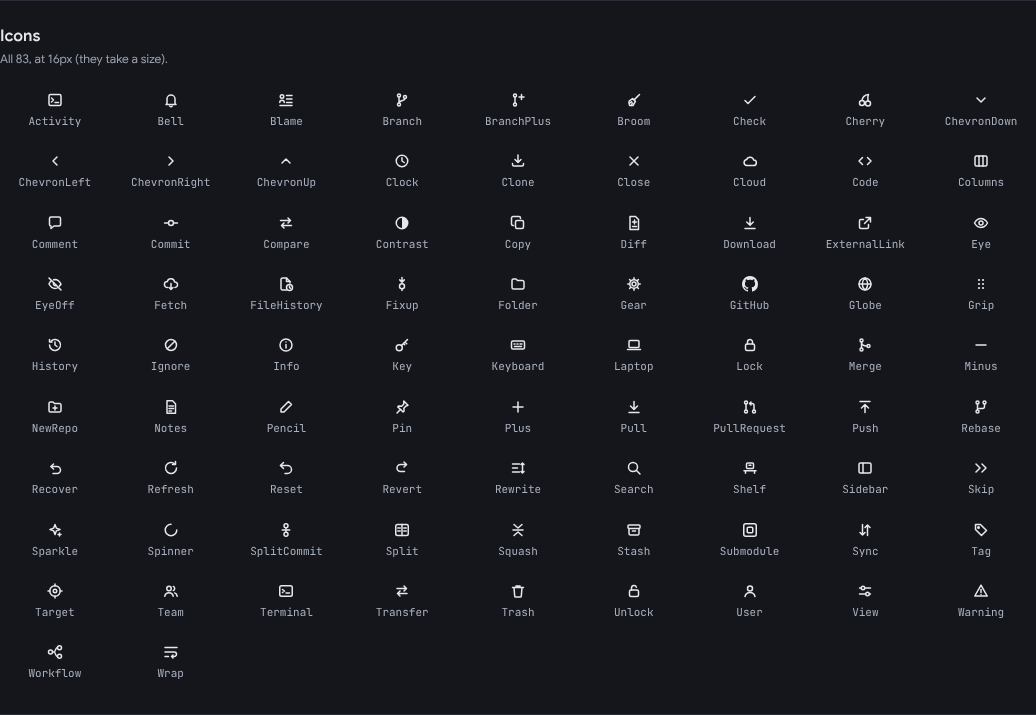 Icons
All 83, at 16px (they take a size).
Activity Bell Blame Branch BranchPlus Broom Check Cherry ChevronDown
ChevronLeft ChevronRight ChevronUp Clock Clone Close Cloud Code Columns
Comment Commit Compare Contrast Copy Diff Download ExternalLink Eye
EyeOff Fetch FileHistory Fixup Folder Gear GitHub Globe Grip
History Ignore Info Key Keyboard Laptop Lock Merge Minus
NewRepo Notes Pencil Pin Plus Pull PullRequest Push Rebase
Recover Refresh Reset Revert Rewrite Search Shelf Sidebar Skip
Sparkle Spinner SplitCommit Split Squash Stash Submodule Sync Tag
Target Team Terminal Transfer Trash Unlock User View Warning
Workflow Wrap